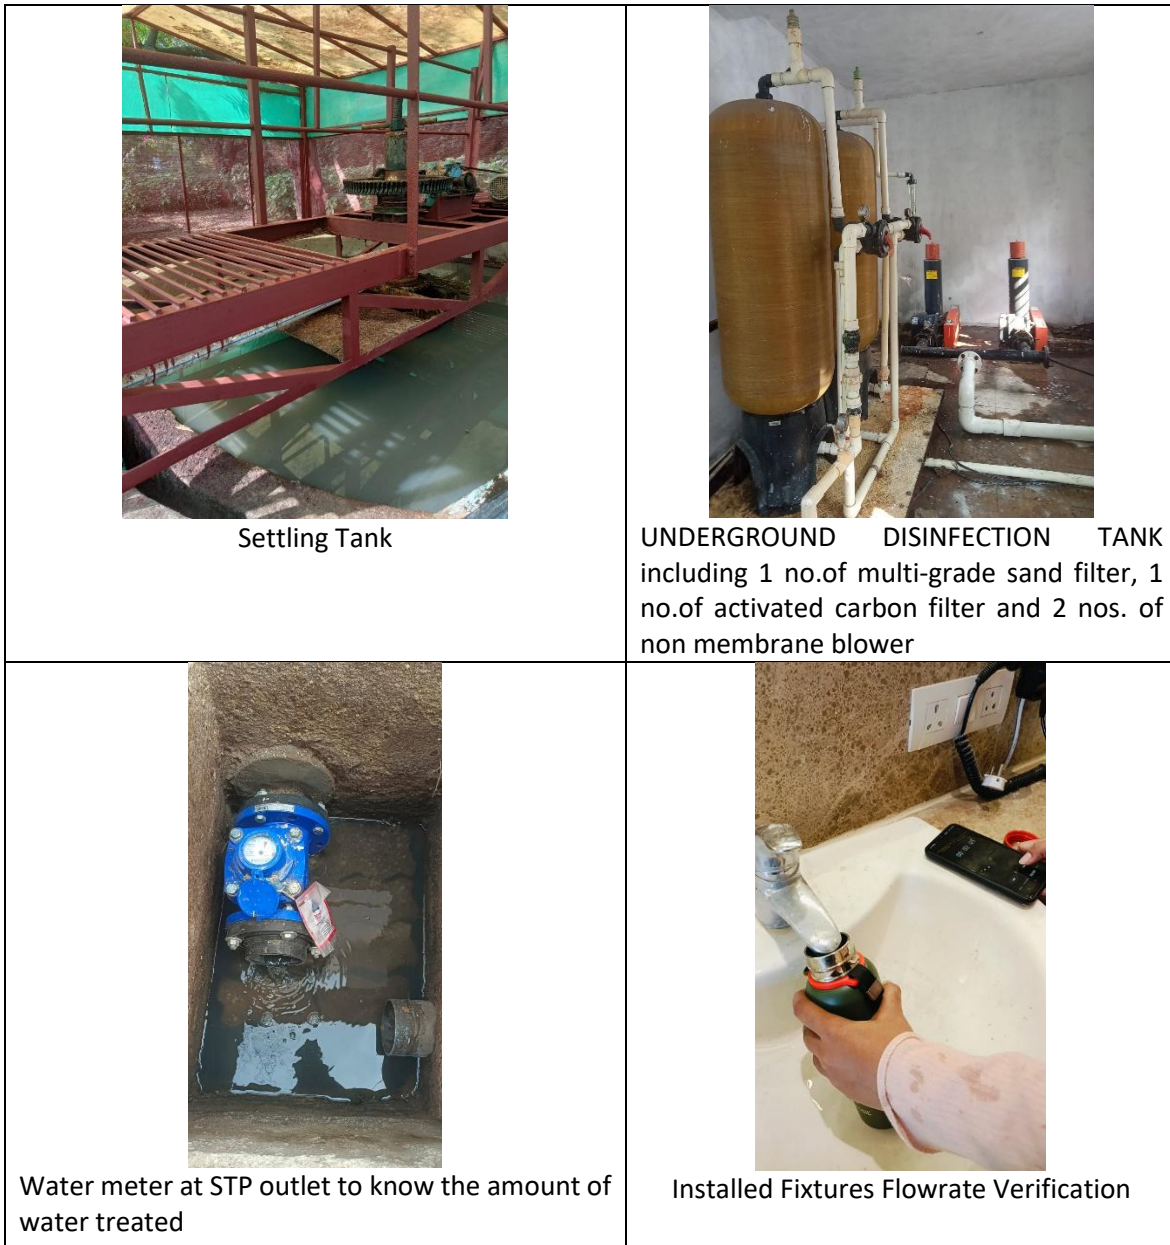 Settling Tank
UNDERGROUND DISINFECTION TANK
including 1 no.of multi-grade sand filter, 1
no.of activated carbon filter and 2 nos. of
non membrane blower
Water meter at STP outlet to know the amount of
water treated
Installed Fixtures Flowrate Verification